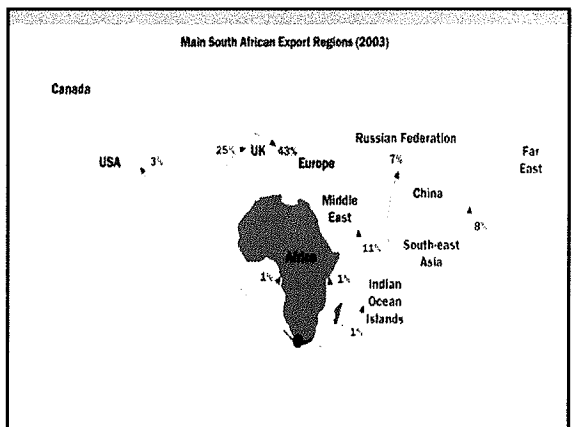 Main South African Export Regions (2003)
Canada
USA
3%
25%
UK
43%
Europe
Russian Federation
7%
Far
East
China
Middle
East
11%
8%
South-east
Asia
Africa
1%
1%
Indian
Ocean
Islands
1%